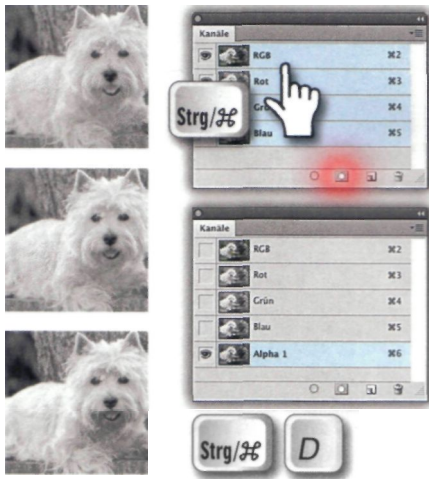 Kanäle
RGB ⌘2
Rot ⌘3
Strg/⌘
Grü ⌘4
Blau ⌘5
Kanäle
RGB ⌘2
Rot ⌘3
Grün ⌘4
Blau ⌘5
Alpha 1 ⌘6
Strg/⌘ D